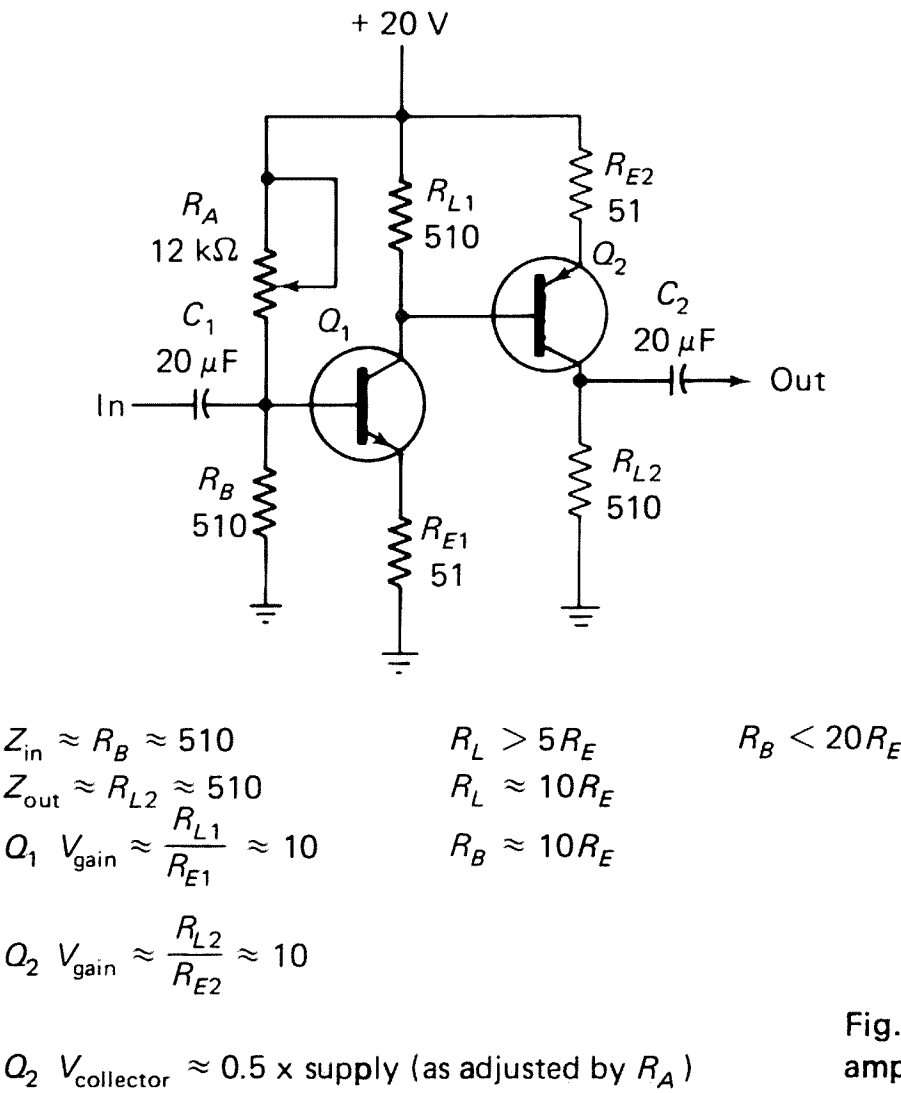 + 20 V
R_A
12 kΩ
R_L1
510
R_E2
51
Q_2
C_1
20 μF
Q_1
C_2
20 μF
In
Out
R_B
510
R_E1
51
R_L2
510
Z_in ≈ R_B ≈ 510
R_L > 5R_E
R_B < 20R_E
Z_out ≈ R_L2 ≈ 510
R_L ≈ 10R_E
Q_1 V_gain ≈ R_L1 / R_E1 ≈ 10
R_B ≈ 10R_E
Q_2 V_gain ≈ R_L2 / R_E2 ≈ 10
Fig.
Q_2 V_collector ≈ 0.5 x supply (as adjusted by R_A)
amp